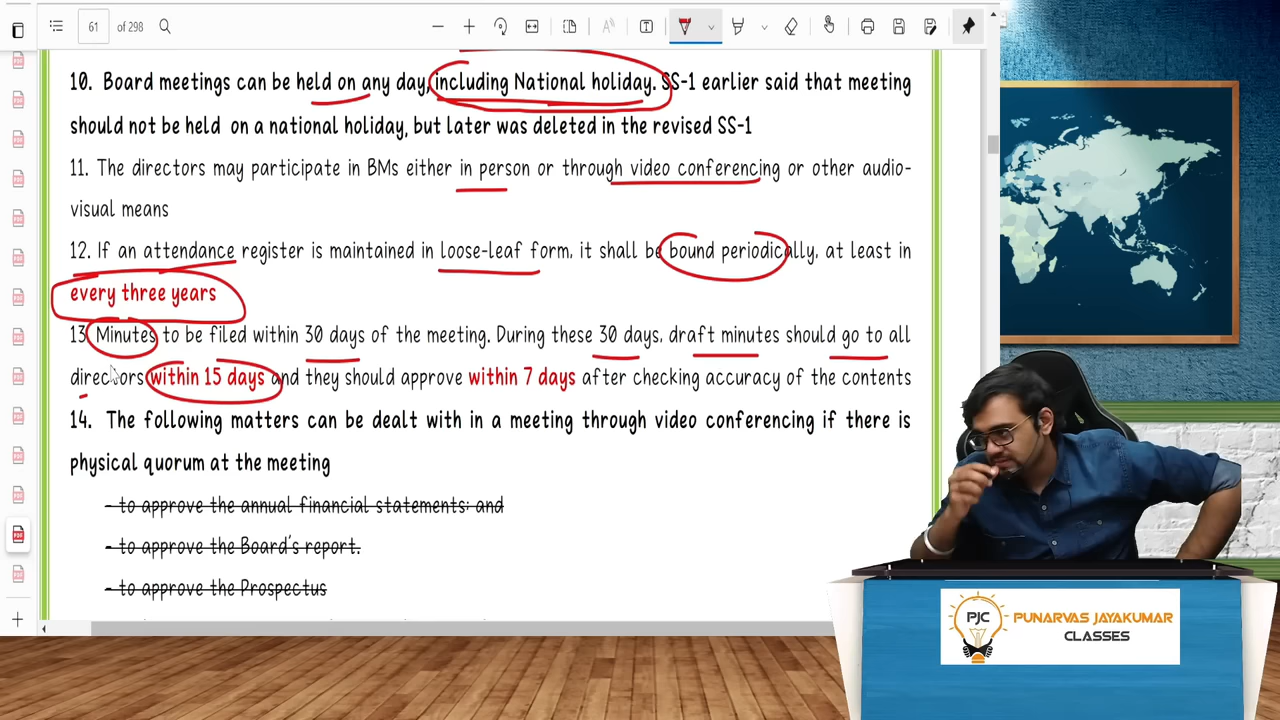 61 of 298
10. Board meetings can be held on any day, including National holiday. SS-1 earlier said that meeting
should not be held on a national holiday, but later was deleted in the revised SS-1
11. The directors may participate in BMs either in person or through video conferencing or other audio-
visual means
12. If an attendance register is maintained in loose-leaf form, it shall be bound periodically, at least in
every three years
13. Minutes to be filed within 30 days of the meeting. During these 30 days, draft minutes should go to all
directors within 15 days and they should approve within 7 days after checking accuracy of the contents
14. The following matters can be dealt with in a meeting through video conferencing if there is
physical quorum at the meeting
- to approve the annual financial statements; and
- to approve the Board's report.
- to approve the Prospectus
PJC
PUNARVAS JAYAKUMAR
CLASSES